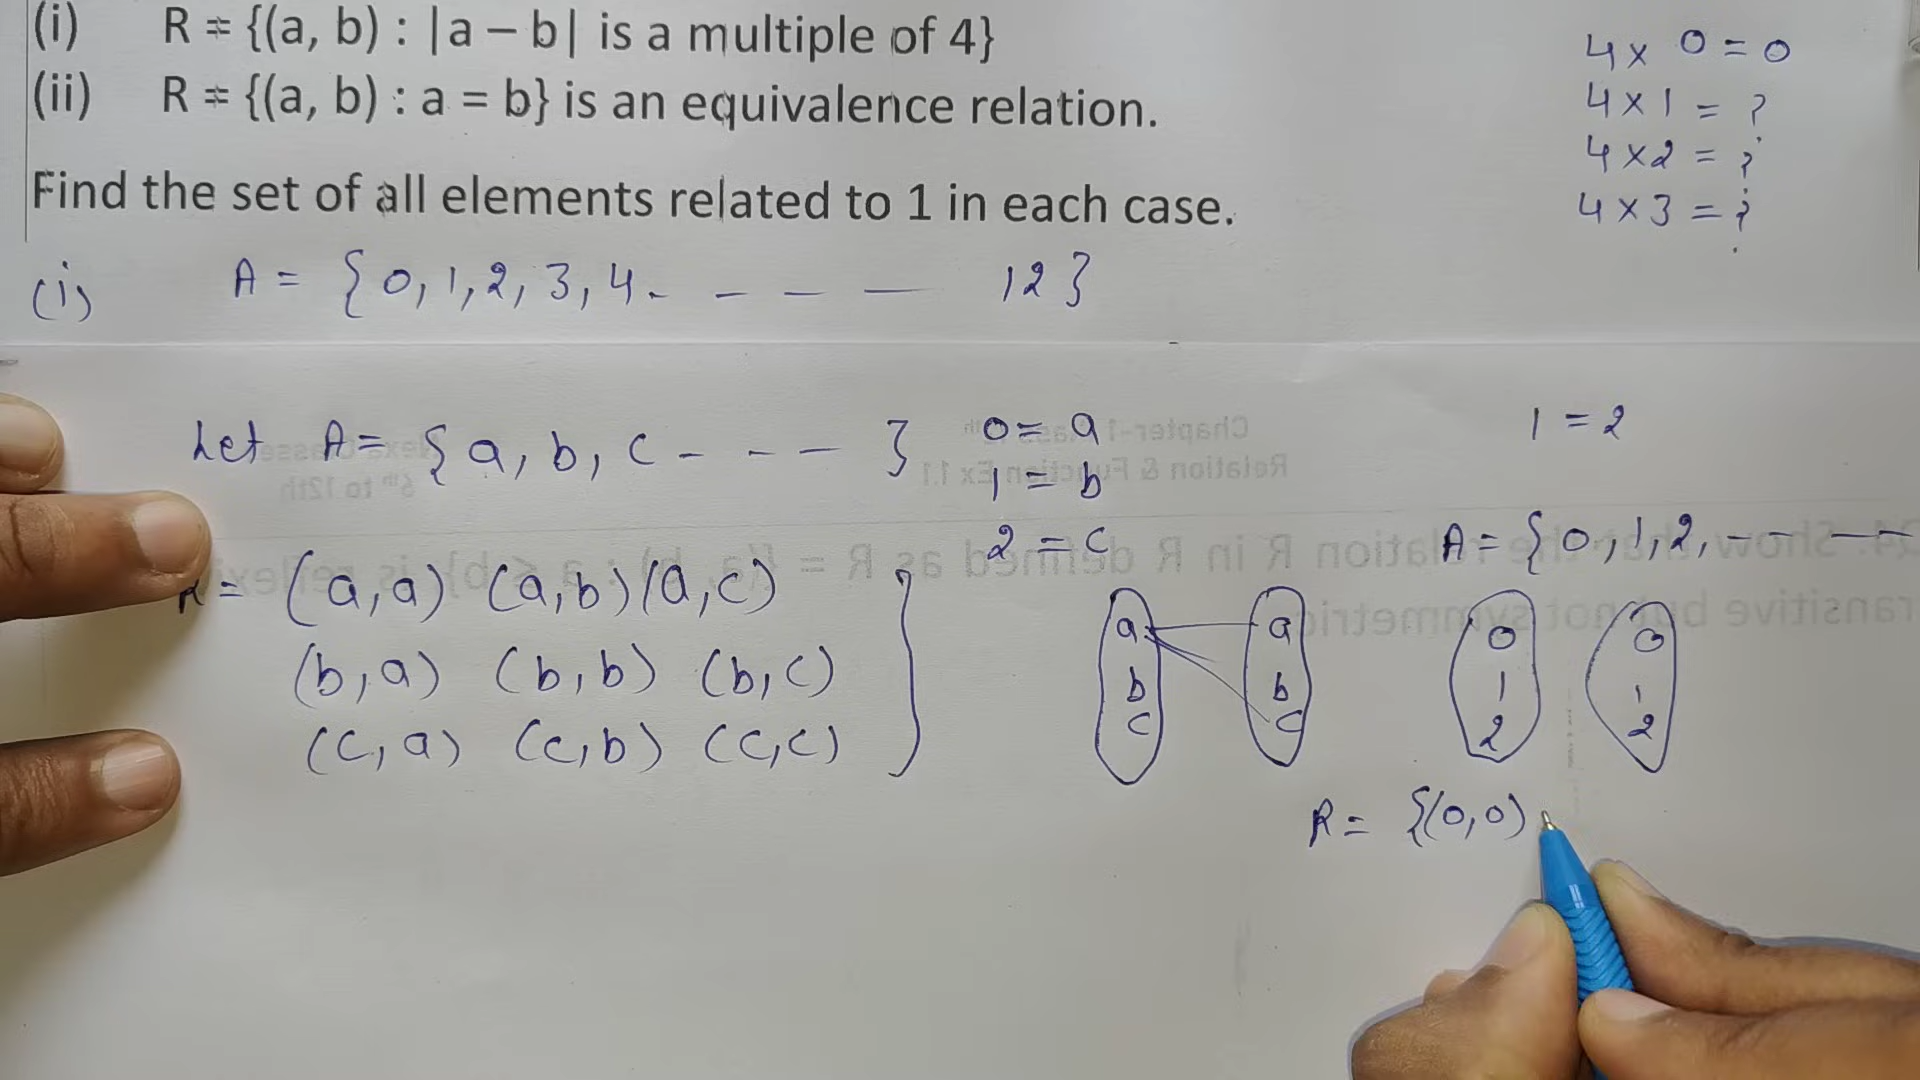 (i) R = {(a, b) : |a – b| is a multiple of 4}
(ii) R = {(a, b) : a = b} is an equivalence relation.
Find the set of all elements related to 1 in each case.
4 x 0 = 0
4 x 1 = ?
4 x 2 = ?
4 x 3 = ?
(i) A = { 0, 1, 2, 3, 4 - - - - 12 }
Let A = { a, b, c - - - }
0 = a
1 = b
2 = c
1 = 2
R = (a, a) (a, b) (a, c)
(b, a) (b, b) (b, c)
(c, a) (c, b) (c, c) }
a a
b b
c c
A = { 0, 1, 2, - - - -
0 0
1 1
2 2
R = {(0, 0)